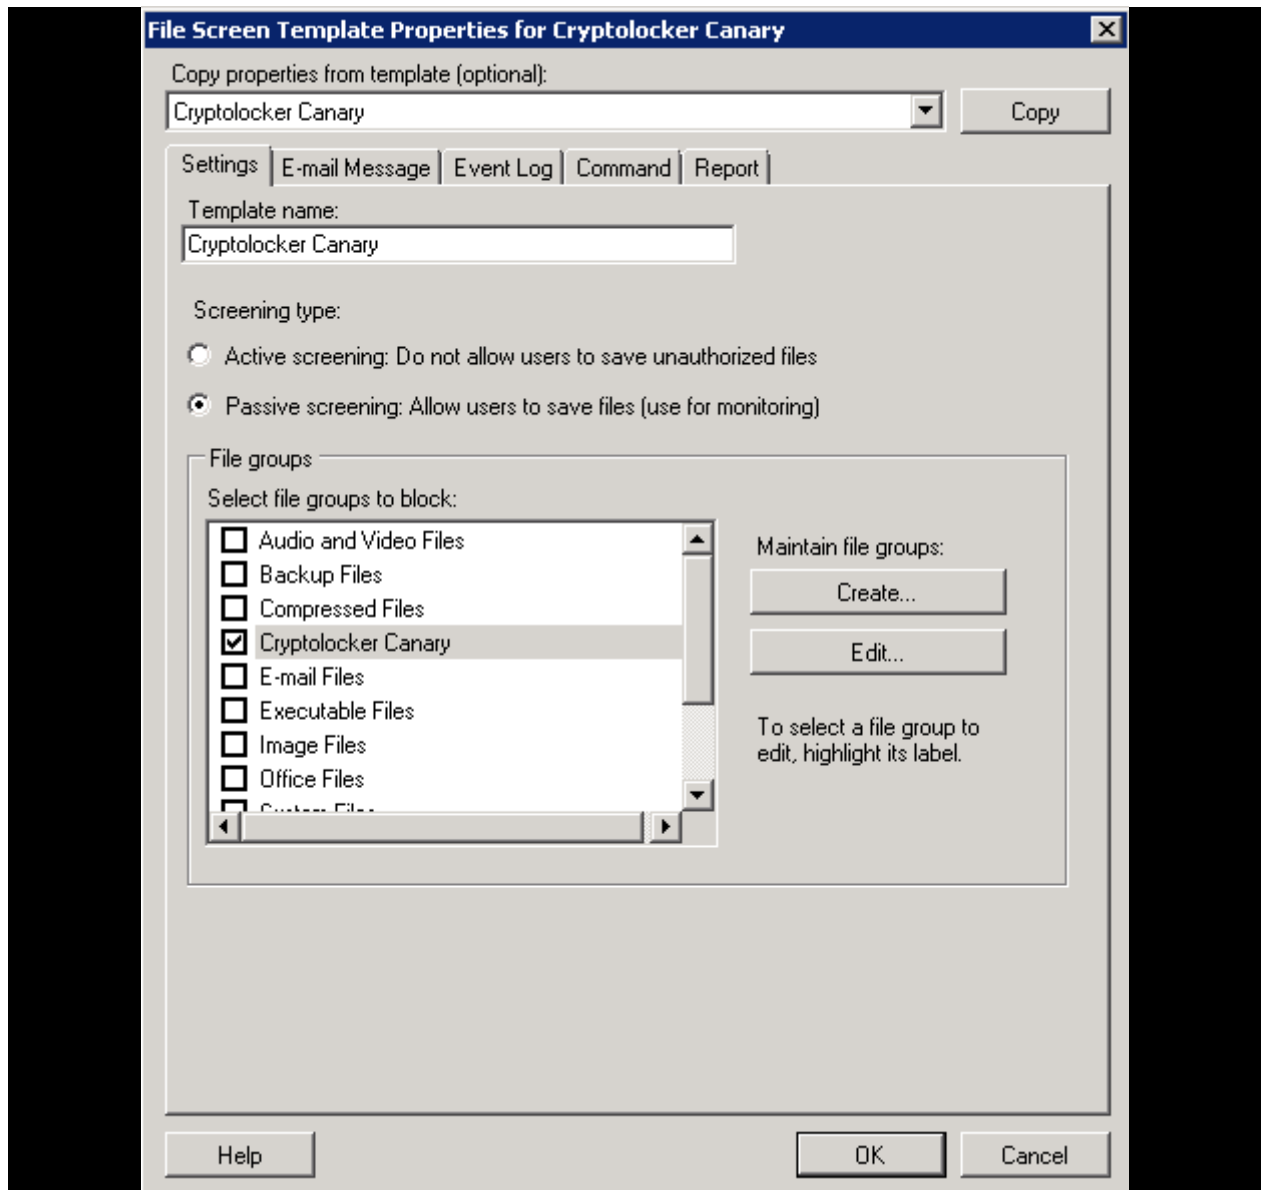 File Screen Template Properties for Cryptolocker Canary
Copy properties from template (optional):
Cryptolocker Canary
Copy
Settings
E-mail Message
Event Log
Command
Report
Template name:
Cryptolocker Canary
Screening type:
Active screening: Do not allow users to save unauthorized files
Passive screening: Allow users to save files (use for monitoring)
File groups
Select file groups to block:
Audio and Video Files
Backup Files
Compressed Files
Cryptolocker Canary
E-mail Files
Executable Files
Image Files
Office Files
Maintain file groups:
Create...
Edit...
To select a file group to
edit, highlight its label.
Help
OK
Cancel